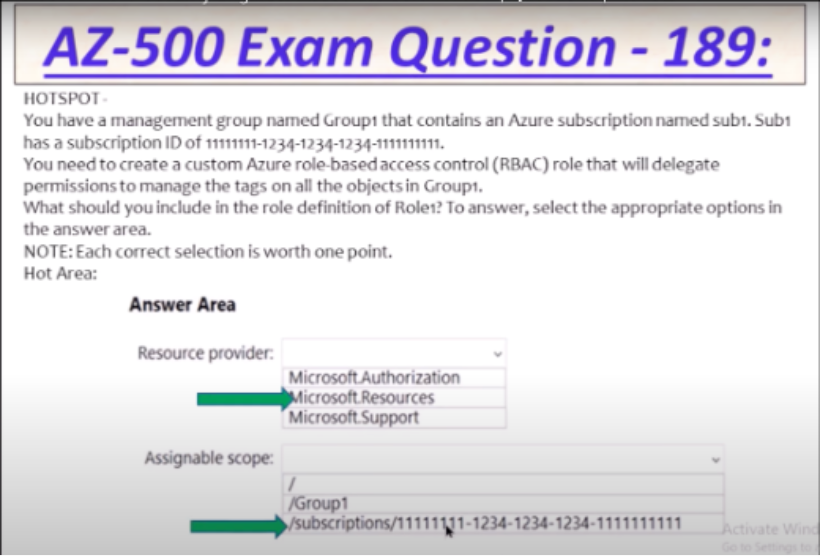 AZ-500 Exam Question - 189:
HOTSPOT -
You have a management group named Group1 that contains an Azure subscription named sub1. Sub1
has a subscription ID of 11111111-1234-1234-1234-1111111111.
You need to create a custom Azure role-based access control (RBAC) role that will delegate
permissions to manage the tags on all the objects in Group1.
What should you include in the role definition of Role1? To answer, select the appropriate options in
the answer area.
NOTE: Each correct selection is worth one point.
Hot Area:
Answer Area
Resource provider:
Microsoft.Authorization
Microsoft.Resources
Microsoft.Support
Assignable scope:
/
/Group1
/subscriptions/11111111-1234-1234-1234-1111111111
Activate Wind
Go to Settings to